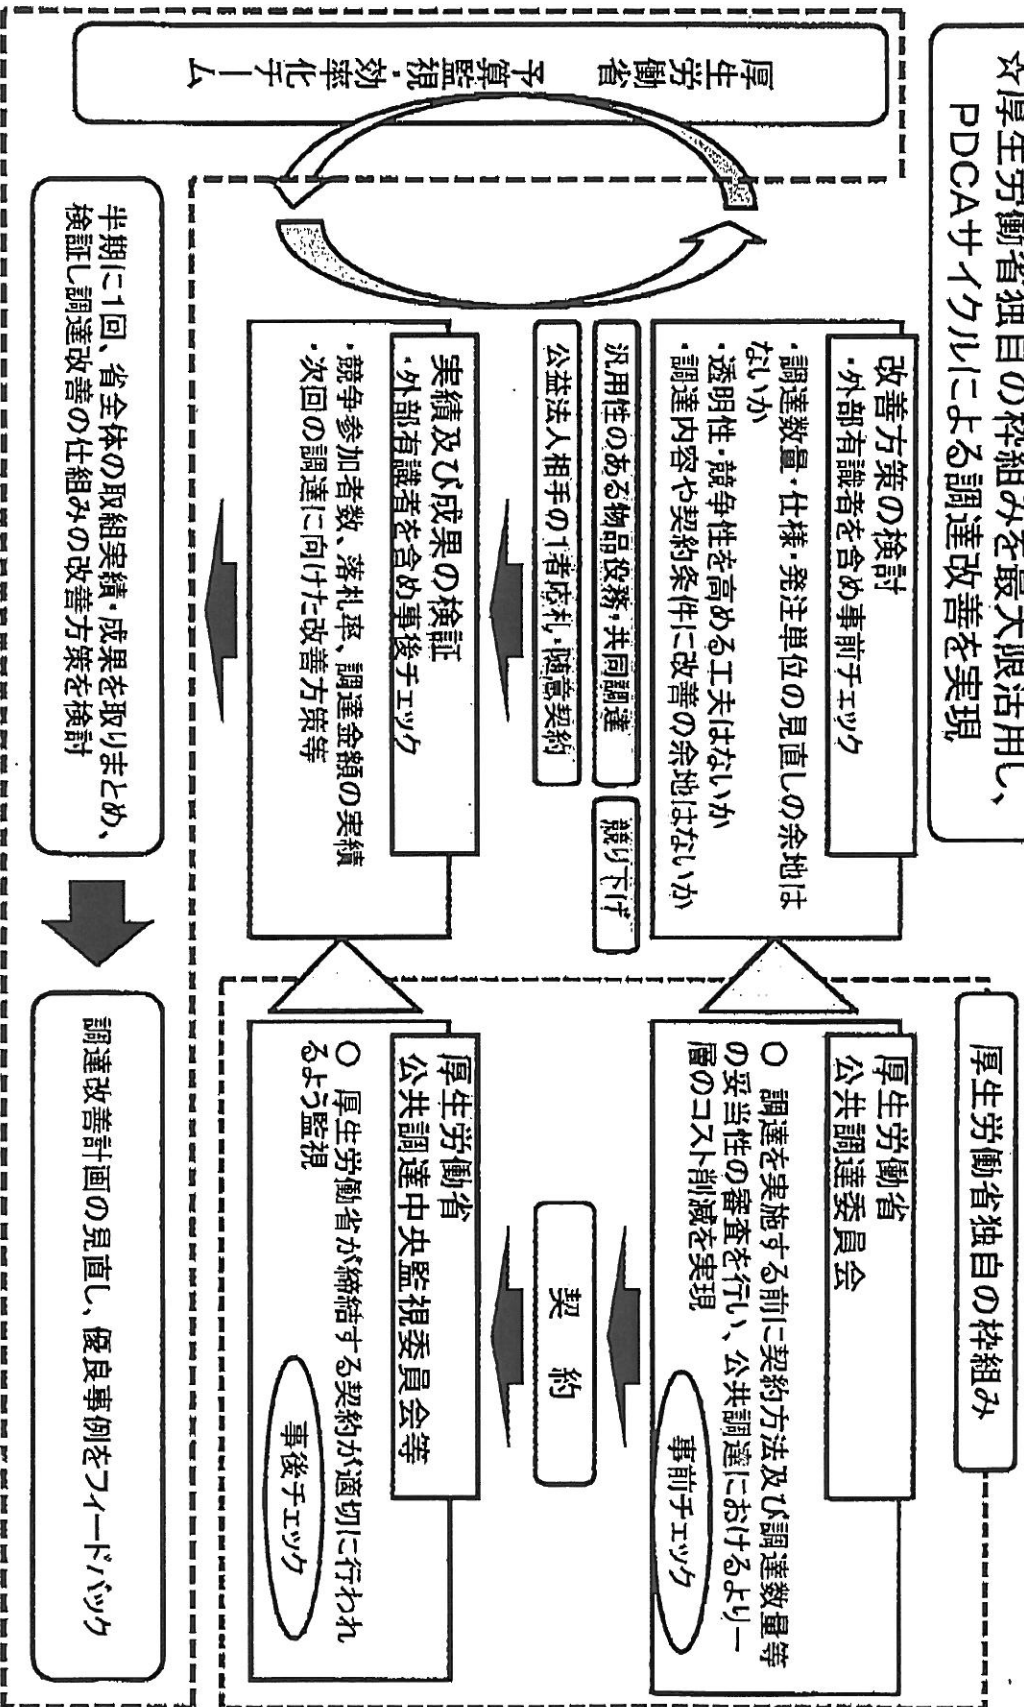 ☆厚生労働省独自の枠組みを最大限活用し、
PDCAサイクルによる調達改善を実現
厚生労働省　予算監視・効率化チーム
改善方策の検討
・外部有識者を含め事前チェック
・調達数量・仕様・発注単位の見直しの余地は
ないか
・透明性・競争性を高める工夫はないか
・調達内容や契約条件に改善の余地はないか
汎用性のある物品役務・共同調達
競り下げ
公益法人相手の1者応札・随意契約
実績及び成果の検証
・外部有識者を含め事後チェック
・競争参加者数、落札率、調達金額の実績
・次回の調達に向けた改善方策等
半期に1回、省全体の取組実績・成果を取りまとめ、
検証し調達改善の仕組みの改善方策を検討
厚生労働省独自の枠組み
厚生労働省
公共調達委員会
○　調達を実施する前に契約方法及び調達数量等
の妥当性の審査を行い、公共調達におけるより一
層のコスト削減を実現
事前チェック
契　約
厚生労働省
公共調達中央監視委員会等
○　厚生労働省が締結する契約が適切に行われ
るよう監視
事後チェック
調達改善計画の見直し、優良事例をフィードバック